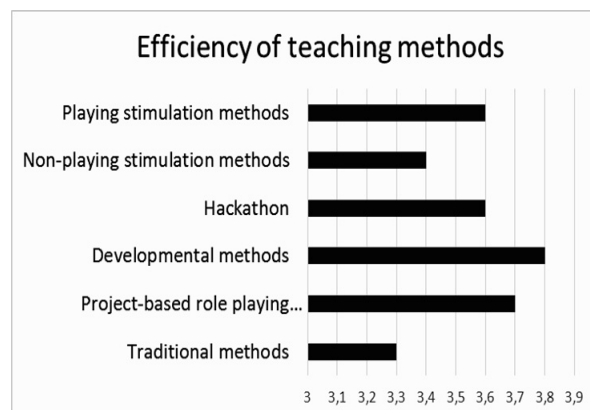 Efficiency of teaching methods
Playing stimulation methods
Non-playing stimulation methods
Hackathon
Developmental methods
Project-based role playing...
Traditional methods
3 3,1 3,2 3,3 3,4 3,5 3,6 3,7 3,8 3,9